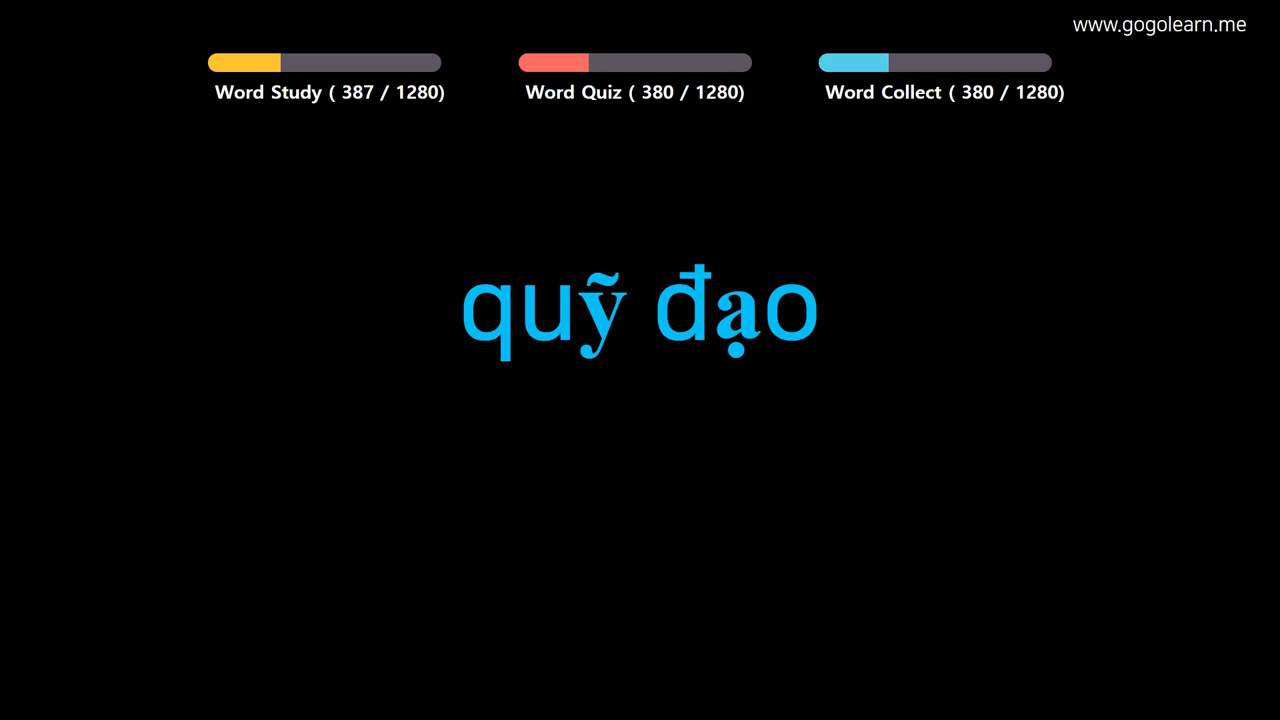 www.gogolearn.me
Word Study ( 387 / 1280)
Word Quiz ( 380 / 1280)
Word Collect ( 380 / 1280)
quỹ đạo